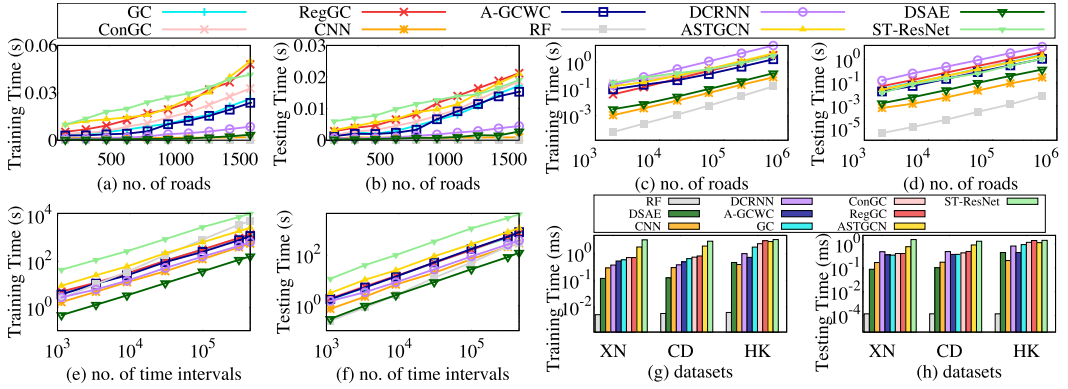 GC RegGC A-GCWC DCRNN DSAE
ConGC CNN RF ASTGCN ST-ResNet
Training Time (s)
0.06
0.03
0
500 1000 1500
(a) no. of roads
Testing Time (s)
0.03
0.02
0.01
0
500 1000 1500
(b) no. of roads
Training Time (s)
10^0
10^-1
10^-3
10^-5
10^3 10^4 10^5 10^6
(c) no. of roads
Testing Time (s)
10^0
10^-1
10^-3
10^-5
10^3 10^4 10^5 10^6
(d) no. of roads
Training Time (s)
10^4
10^2
10^0
10^3 10^4 10^5
(e) no. of time intervals
Testing Time (s)
10^2
10^0
10^3 10^4 10^5
(f) no. of time intervals
RF DCRNN ConGC ST-ResNet
DSAE A-GCWC RegGC
CNN GC ASTGCN
Training Time (ms)
10^0
10^-1
10^-2
XN CD HK
(g) datasets
Testing Time (ms)
10^0
10^-1
10^-2
10^-4
XN CD HK
(h) datasets